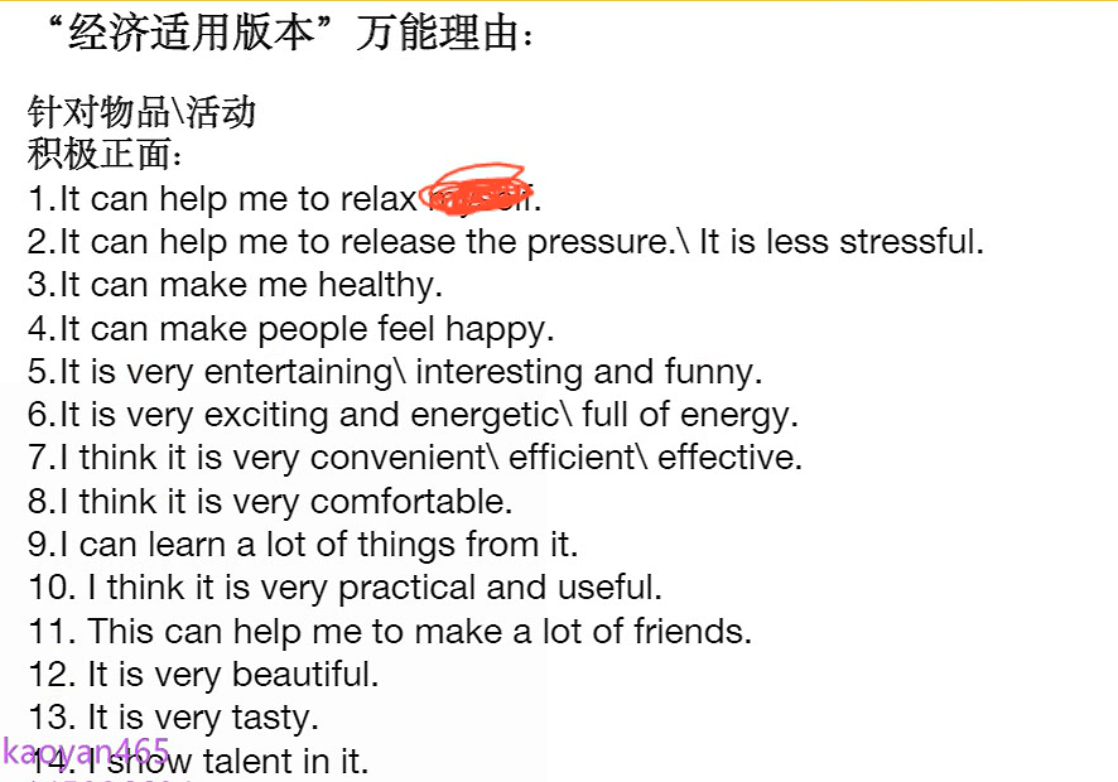 “经济适用版本”万能理由：
针对物品\活动
积极正面：
1.It can help me to relax .
2.It can help me to release the pressure.\ It is less stressful.
3.It can make me healthy.
4.It can make people feel happy.
5.It is very entertaining\ interesting and funny.
6.It is very exciting and energetic\ full of energy.
7.I think it is very convenient\ efficient\ effective.
8.I think it is very comfortable.
9.I can learn a lot of things from it.
10. I think it is very practical and useful.
11. This can help me to make a lot of friends.
12. It is very beautiful.
13. It is very tasty.
kaoyan465
14. I show talent in it.